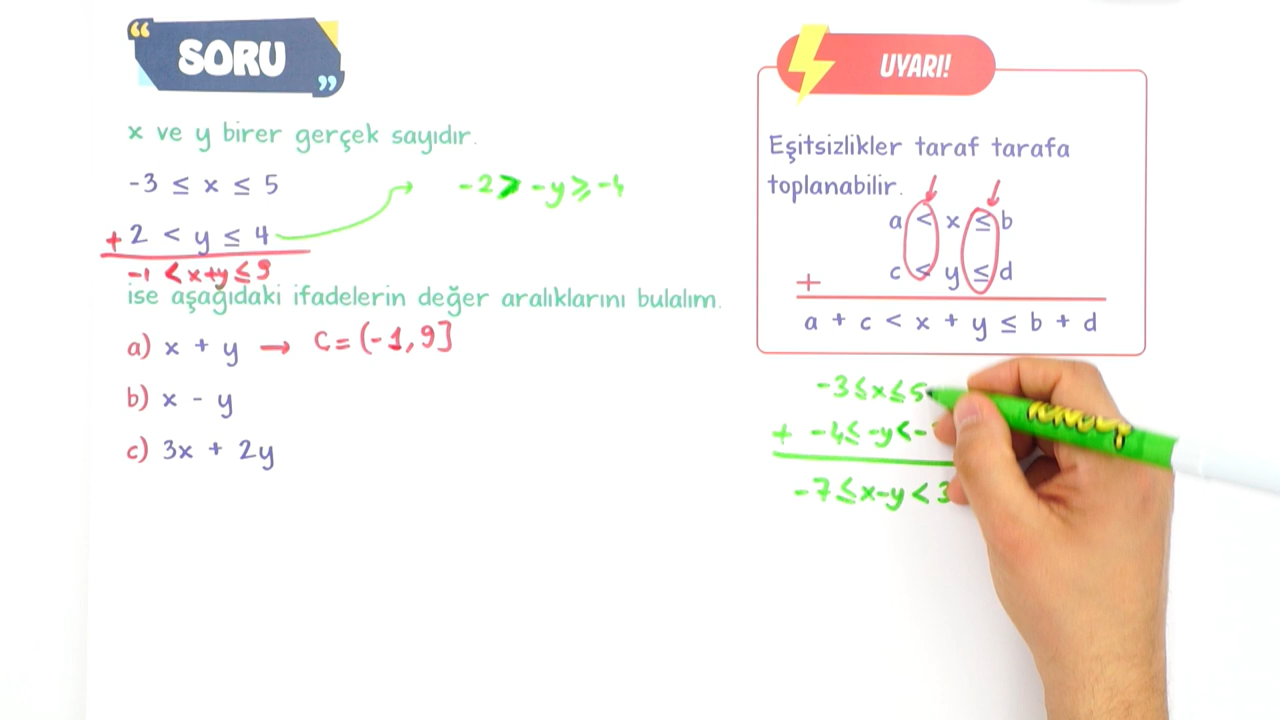 SORU
x ve y birer gerçek sayıdır.
-3 ≤ x ≤ 5
-2 > -y ≥ -4
+ 2 < y ≤ 4
-1 < x+y ≤ 9
ise aşağıdaki ifadelerin değer aralıklarını bulalım.
a) x + y → C = (-1, 9]
b) x - y
c) 3x + 2y
UYARI!
Eşitsizlikler taraf tarafa
toplanabilir.
a < x ≤ b
+ c < y ≤ d
a + c < x + y ≤ b + d
-3 ≤ x ≤ 5
+ -4 ≤ -y < -
-7 ≤ x-y < 3